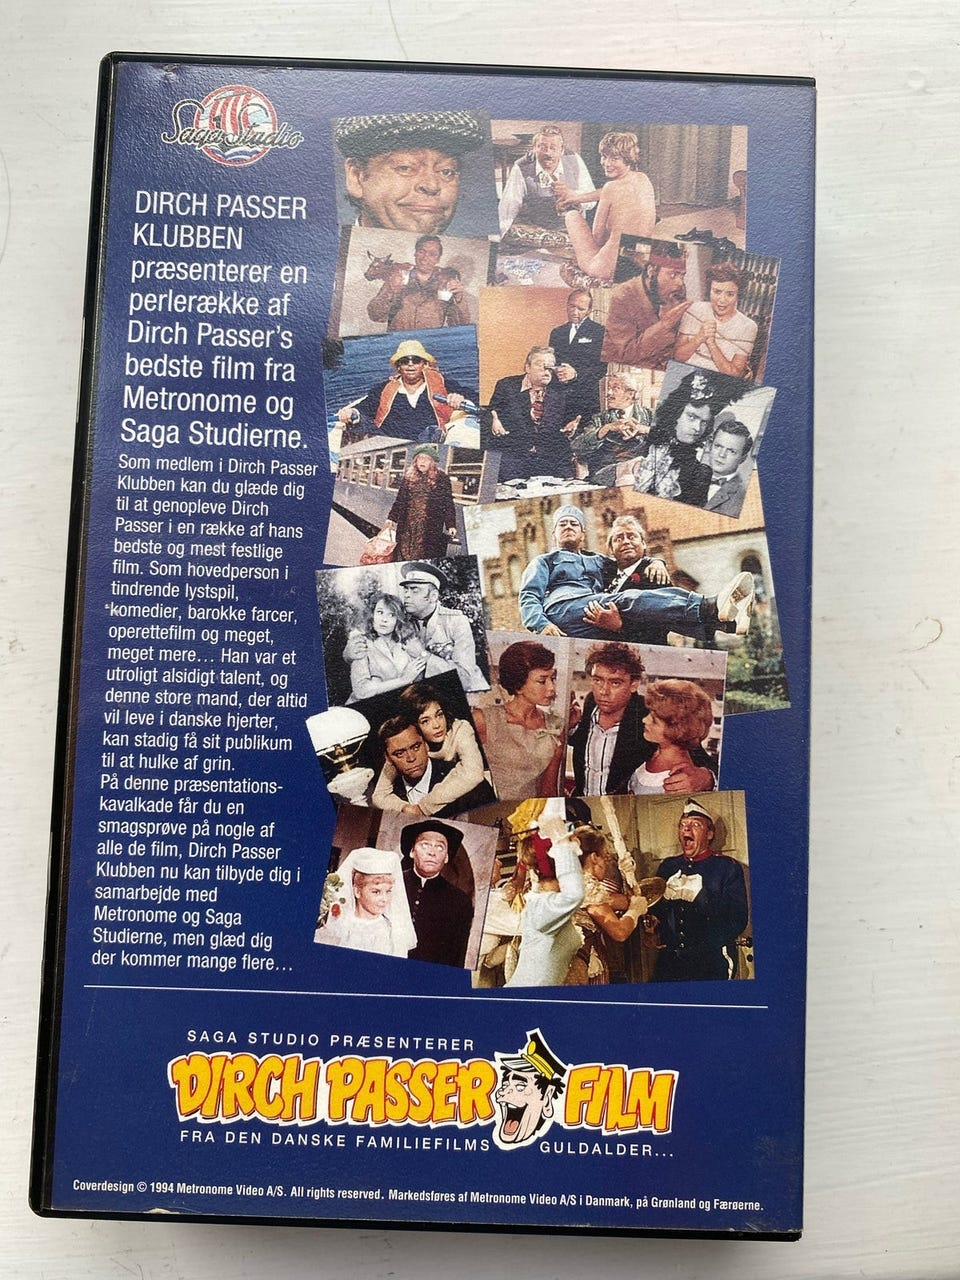 Saga Studio
DIRCH PASSER
KLUBBEN
præsenterer en
perlerække af
Dirch Passer's
bedste film fra
Metronome og
Saga Studierne.
Som medlem i Dirch Passer
Klubben kan du glæde dig
til at genopleve Dirch
Passer i en række af hans
bedste og mest festlige
film. Som hovedperson i
tindrende lystspil,
komedier, barokke farcer,
operettefilm og meget,
meget mere... Han var et
utroligt alsidigt talent, og
denne store mand, der altid
vil leve i danske hjerter,
kan stadig få sit publikum
til at hulke af grin.
På denne præsentations-
kavalkade får du en
smagsprøve på nogle af
alle de film, Dirch Passer
Klubben nu kan tilbyde dig i
samarbejde med
Metronome og Saga
Studierne, men glæd dig
der kommer mange flere...
SAGA STUDIO PRÆSENTERER
DIRCH PASSER FILM
FRA DEN DANSKE FAMILIEFILMS GULDALDER...
Coverdesign © 1994 Metronome Video A/S. All rights reserved. Markedsføres af Metronome Video A/S i Danmark, på Grønland og Færøerne.